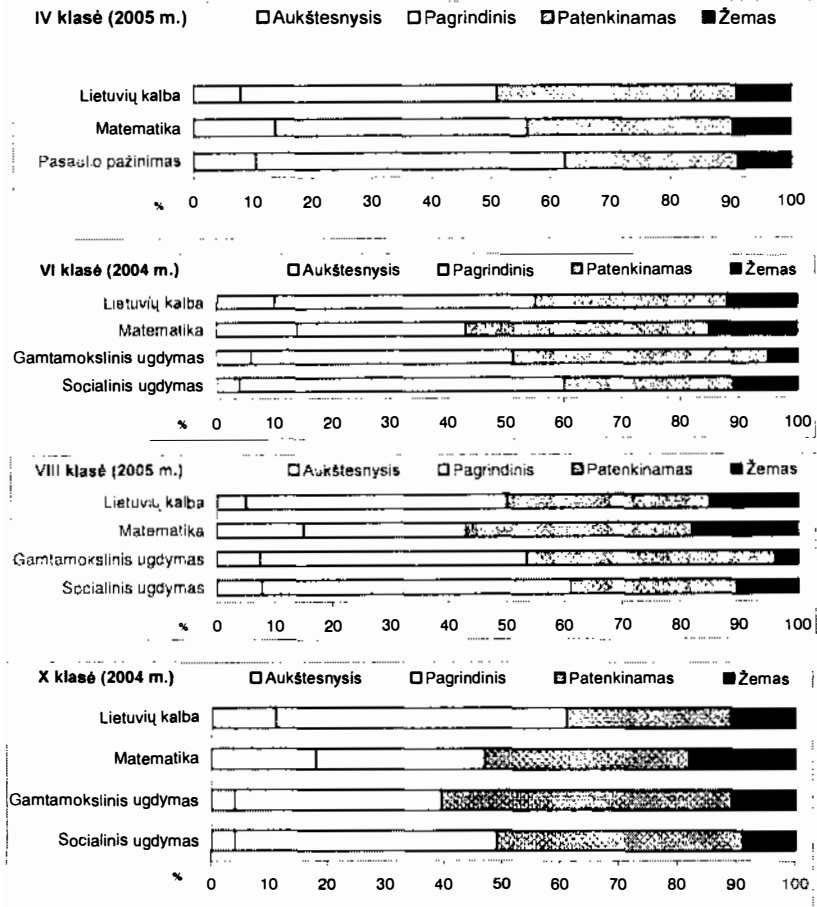 IV klasė (2005 m.) Aukštesnysis Pagrindinis Patenkinamas Žemas
Lietuvių kalba
Matematika
Pasaulio pažinimas
% 0 10 20 30 40 50 60 70 80 90 100
VI klasė (2004 m.) Aukštesnysis Pagrindinis Patenkinamas Žemas
Lietuvių kalba
Matematika
Gamtamokslinis ugdymas
Socialinis ugdymas
% 0 10 20 30 40 50 60 70 80 90 100
VIII klasė (2005 m.) Aukštesnysis Pagrindinis Patenkinamas Žemas
Lietuvių kalba
Matematika
Gamtamokslinis ugdymas
Socialinis ugdymas
% 0 10 20 30 40 50 60 70 80 90 100
X klasė (2004 m.) Aukštesnysis Pagrindinis Patenkinamas Žemas
Lietuvių kalba
Matematika
Gamtamokslinis ugdymas
Socialinis ugdymas
% 0 10 20 30 40 50 60 70 80 90 100